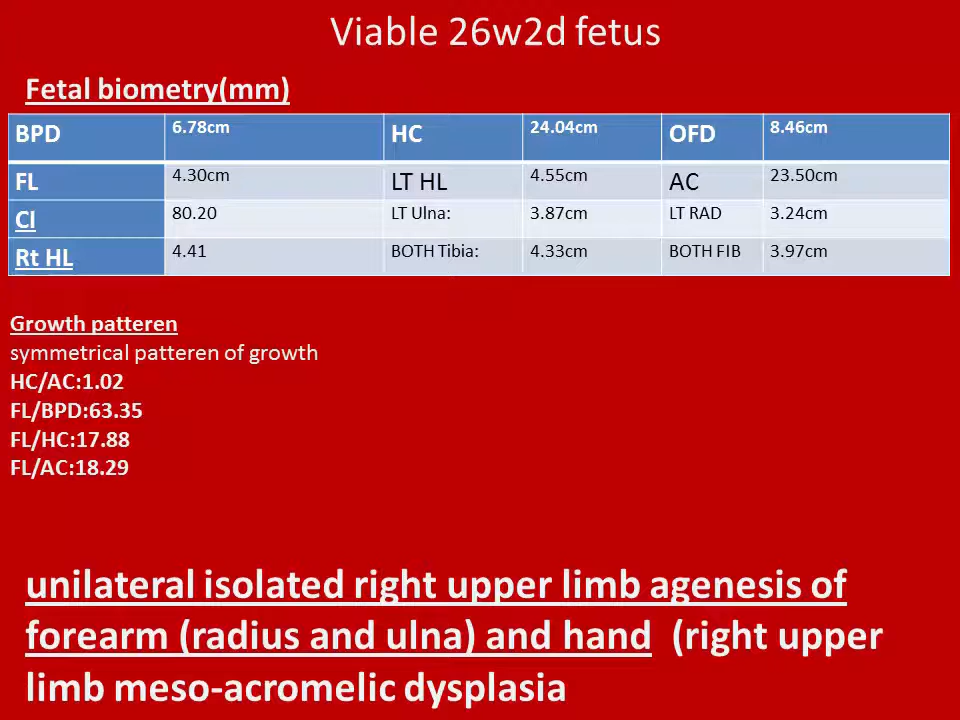 Viable 26w2d fetus
Fetal biometry(mm)
BPD 6.78cm HC 24.04cm OFD 8.46cm
FL 4.30cm LT HL 4.55cm AC 23.50cm
CI 80.20 LT Ulna: 3.87cm LT RAD 3.24cm
Rt HL 4.41 BOTH Tibia: 4.33cm BOTH FIB 3.97cm
Growth patteren
symmetrical patteren of growth
HC/AC:1.02
FL/BPD:63.35
FL/HC:17.88
FL/AC:18.29
unilateral isolated right upper limb agenesis of
forearm (radius and ulna) and hand (right upper
limb meso-acromelic dysplasia